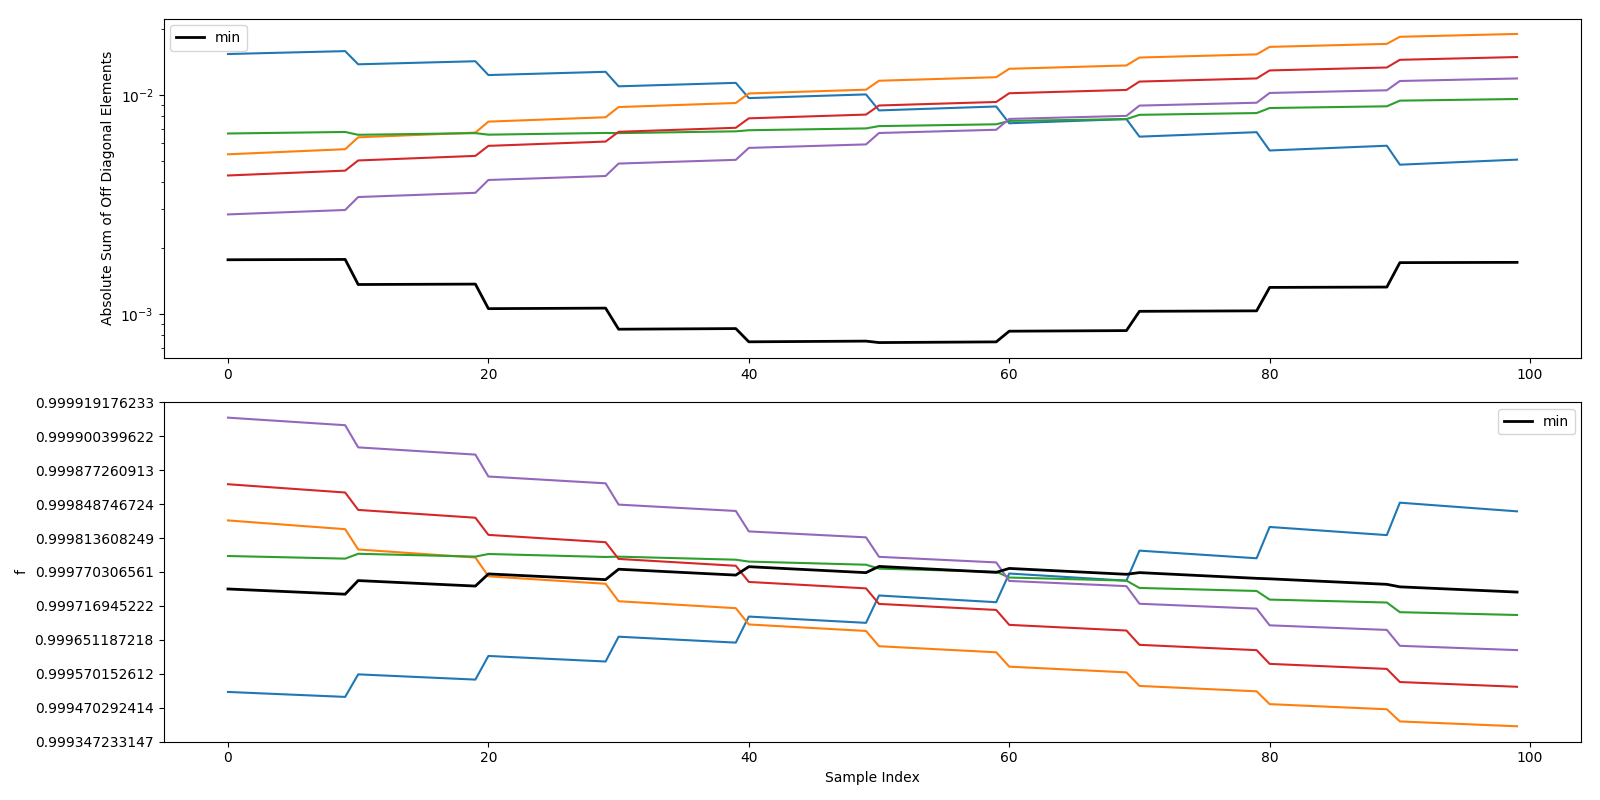 min
Absolute Sum of Off Diagonal Elements
10⁻²
10⁻³
0 20 40 60 80 100
min
f
0.999919176233
0.999900399622
0.999877260913
0.999848746724
0.999813608249
0.999770306561
0.999716945222
0.999651187218
0.999570152612
0.999470292414
0.999347233147
0 20 40 60 80 100
Sample Index